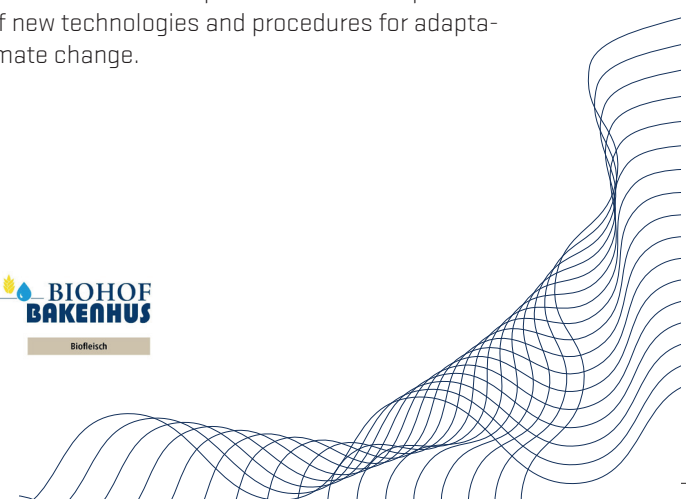 f new technologies and procedures for adapta-
mate change.
BIOHOF
BAKENHUS
Biofleisch